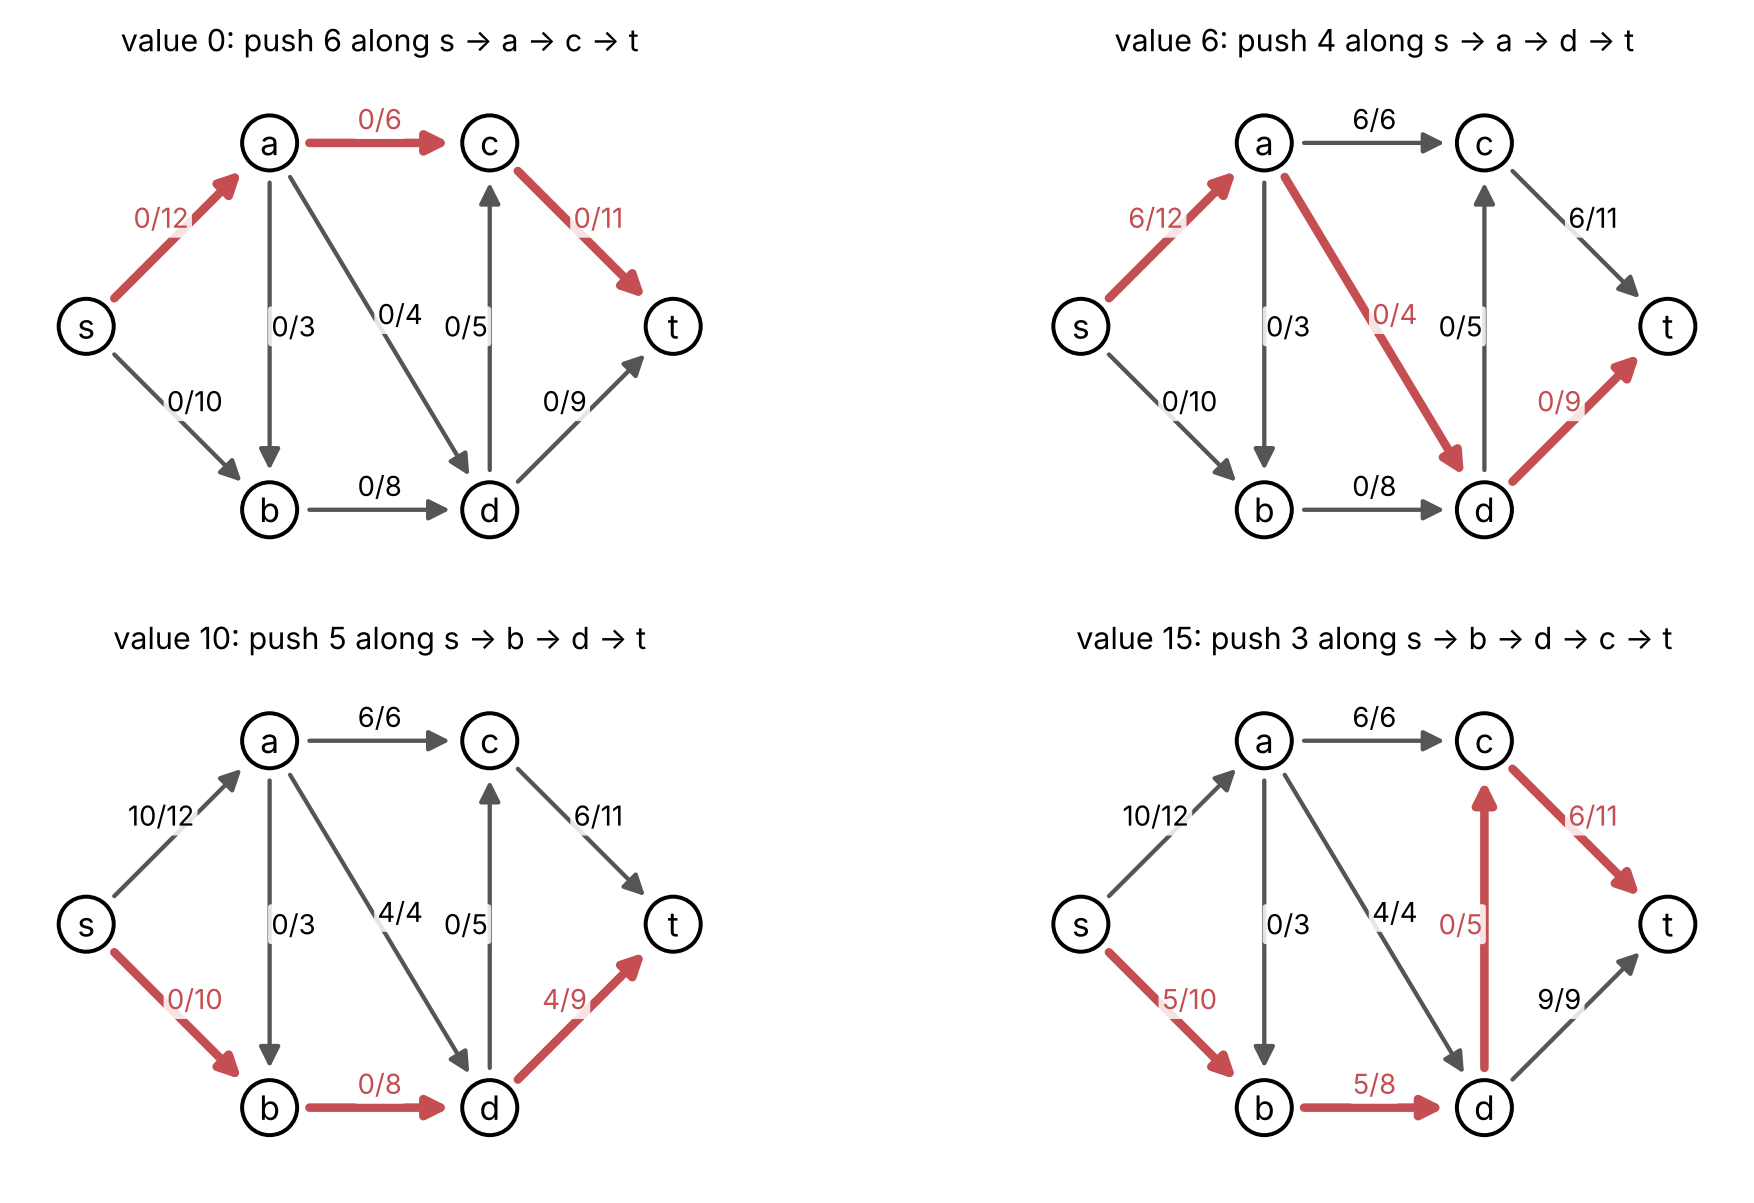 value 0: push 6 along s → a → c → t
0/6
a
c
0/12
0/11
s
0/3
0/4
0/5
t
0/10
0/9
0/8
b
d
value 6: push 4 along s → a → d → t
6/6
a
c
6/12
6/11
s
0/3
0/4
0/5
t
0/10
0/9
0/8
b
d
value 10: push 5 along s → b → d → t
6/6
a
c
10/12
6/11
s
0/3
4/4
0/5
t
0/10
4/9
0/8
b
d
value 15: push 3 along s → b → d → c → t
6/6
a
c
10/12
6/11
s
0/3
4/4
0/5
t
5/10
9/9
5/8
b
d